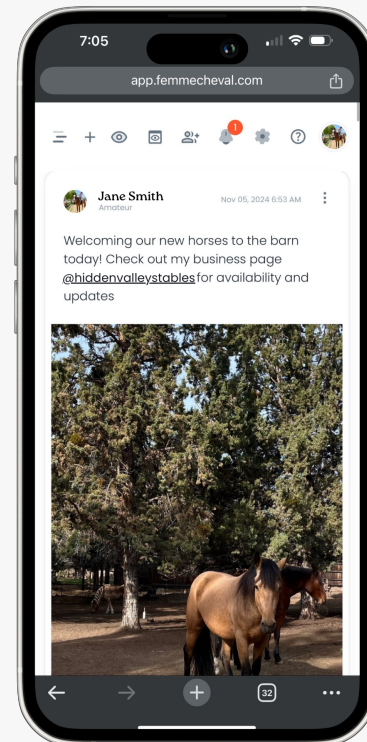 7:05
app.femmecheval.com
1
Jane Smith
Nov 05, 2024 6:53 AM
Amateur
Welcoming our new horses to the barn
today! Check out my business page
@hiddenvalleystables for availability and
updates
32